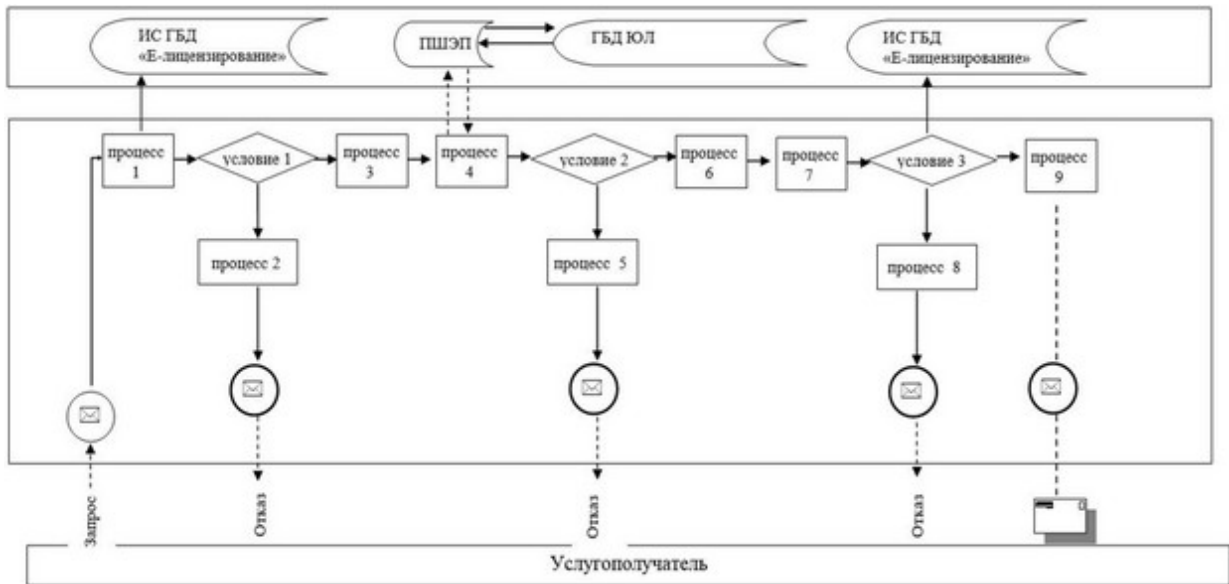 ИС ГБД
«Е-лицензирование»
ПШЭП
ГБД ЮЛ
ИС ГБД
«Е-лицензирование»
процесс
1
условие 1
процесс
3
процесс
4
условие 2
процесс
6
процесс
7
условие 3
процесс
9
процесс 2
процесс 5
процесс 8
Запрос
Отказ
Отказ
Отказ
Услугополучатель